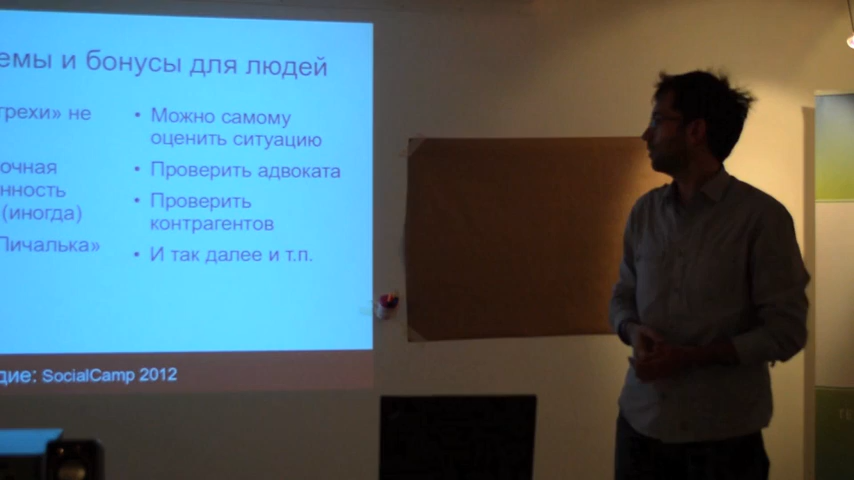 емы и бонусы для людей
грехи» не
очная
нность
(иногда)
Пичалька»
• Можно самому
оценить ситуацию
• Проверить адвоката
• Проверить
контрагентов
• И так далее и т.п.
дие: SocialCamp 2012